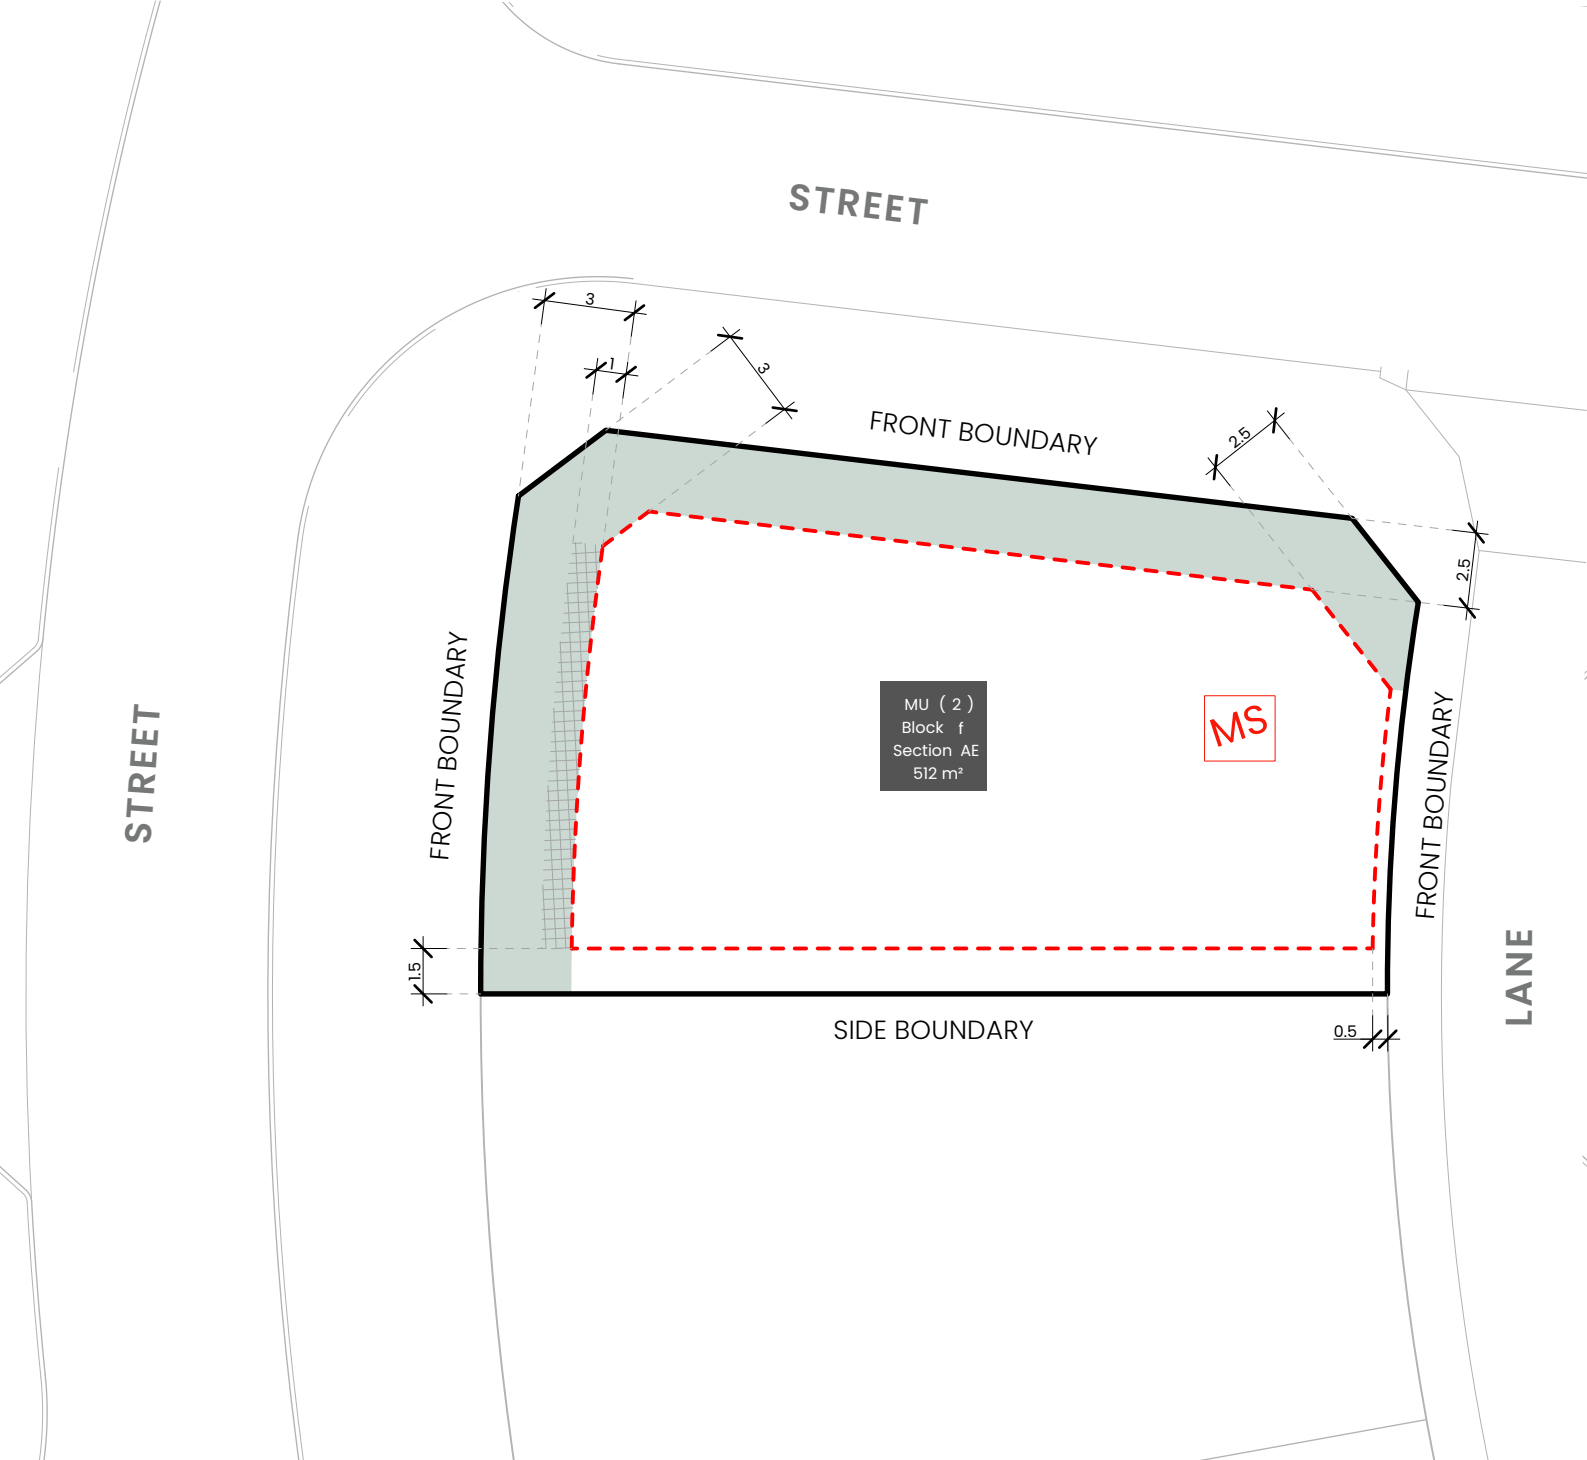 STREET
3
1
3
FRONT BOUNDARY
2.5
2.5
FRONT BOUNDARY
STREET
MU ( 2 )
Block f
Section AE
512 m²
MS
FRONT BOUNDARY
LANE
1.5
SIDE BOUNDARY
0.5